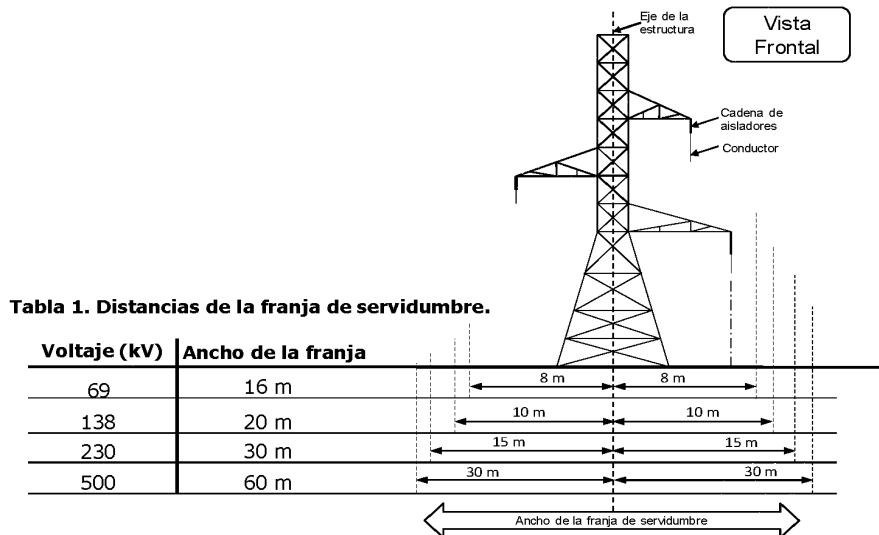 Eje de la
estructura
Vista
Frontal
Cadena de
aisladores
Conductor
Tabla 1. Distancias de la franja de servidumbre.
Voltaje (kV) Ancho de la franja
69 16 m 8 m 8 m
138 20 m 10 m 10 m
230 30 m 15 m 15 m
500 60 m 30 m 30 m
Ancho de la franja de servidumbre